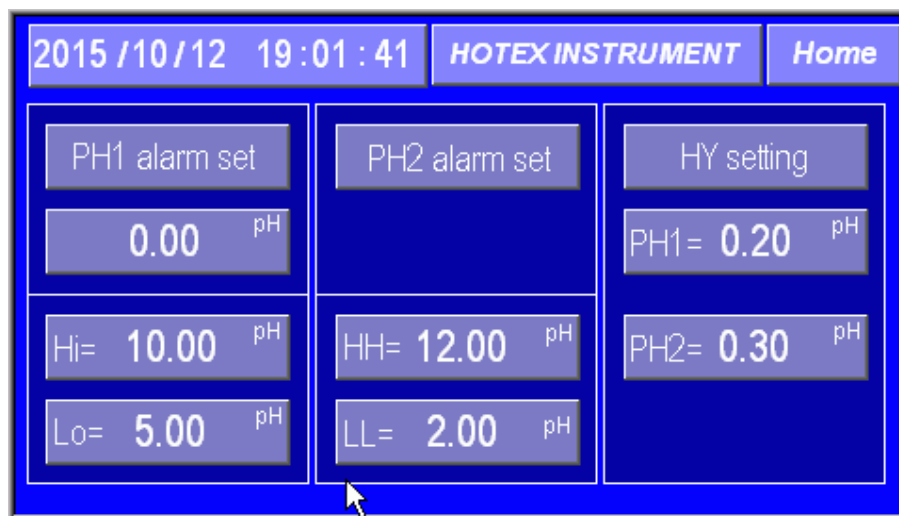 2015 /10/12 19:01:41 HOTEX INSTRUMENT Home
PH1 alarm set
0.00 pH
Hi= 10.00 pH
Lo= 5.00 pH
PH2 alarm set
HH= 12.00 pH
LL= 2.00 pH
HY setting
PH1= 0.20 pH
PH2= 0.30 pH